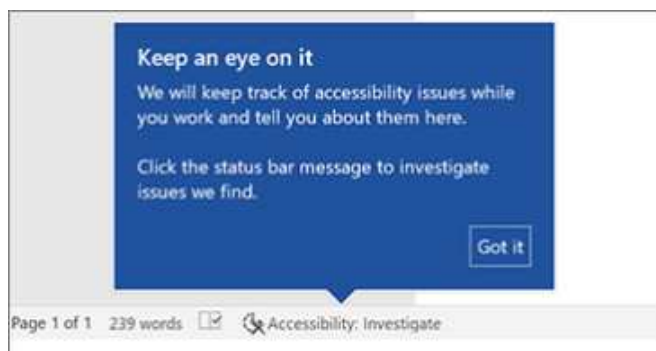 Keep an eye on it
We will keep track of accessibility issues while
you work and tell you about them here.
Click the status bar message to investigate
issues we find.
Got it
Page 1 of 1 239 words Accessibility: Investigate